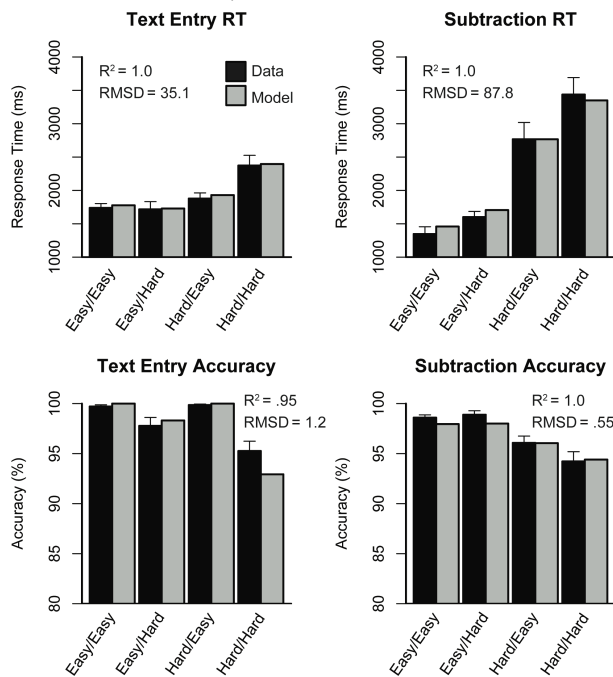 Text Entry RT
Response Time (ms)
4000
3000
2000
1000
R² = 1.0
RMSD = 35.1
Data
Model
Easy/Easy
Easy/Hard
Hard/Easy
Hard/Hard
Subtraction RT
Response Time (ms)
4000
3000
2000
1000
R² = 1.0
RMSD = 87.8
Easy/Easy
Easy/Hard
Hard/Easy
Hard/Hard
Text Entry Accuracy
Accuracy (%)
100
95
90
85
80
R² = .95
RMSD = 1.2
Easy/Easy
Easy/Hard
Hard/Easy
Hard/Hard
Subtraction Accuracy
Accuracy (%)
100
95
90
85
80
R² = 1.0
RMSD = .55
Easy/Easy
Easy/Hard
Hard/Easy
Hard/Hard